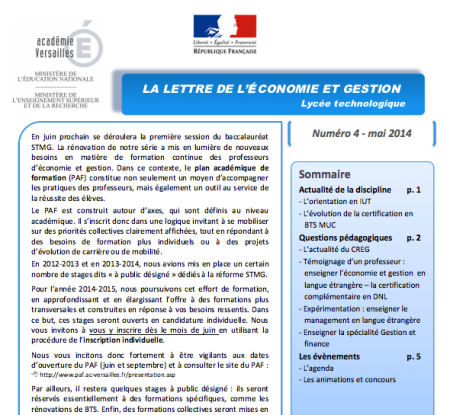 académie
Versailles
MINISTÈRE DE
L'ÉDUCATION NATIONALE
MINISTÈRE DE
L'ENSEIGNEMENT SUPÉRIEUR
ET DE LA RECHERCHE
Liberté • Égalité • Fraternité
RÉPUBLIQUE FRANÇAISE
LA LETTRE DE L'ÉCONOMIE ET GESTION
Lycée technologique
En juin prochain se déroulera la première session du baccalauréat
STMG. La rénovation de notre série a mis en lumière de nouveaux
besoins en matière de formation continue des professeurs
d'économie et gestion. Dans ce contexte, le plan académique de
formation (PAF) constitue non seulement un moyen d'accompagner
les pratiques des professeurs, mais également un outil au service de
la réussite des élèves.
Le PAF est construit autour d'axes, qui sont définis au niveau
académique. Il s'inscrit donc dans une logique invitant à se mobiliser
sur des priorités collectives clairement affichées, tout en répondant à
des besoins de formation plus individuels ou à des projets
d'évolution de carrière ou de mobilité.
En 2012-2013 et en 2013-2014, nous avions mis en place un certain
nombre de stages dits « à public désigné » dédiés à la réforme STMG.
Pour l'année 2014-2015, nous poursuivons cet effort de formation,
en approfondissant et en élargissant l'offre à des formations plus
transversales et construites en réponse à vos besoins ressentis. Dans
ce but, ces stages seront ouverts en candidature individuelle. Nous
vous invitons à vous y inscrire dès le mois de juin en utilisant la
procédure de l'inscription individuelle.
Nous vous incitons donc fortement à être vigilants aux dates
d'ouverture du PAF (juin et septembre) et à consulter le site du PAF :
http://www.paf.ac-versailles.fr/presentation.asp
Par ailleurs, il restera quelques stages à public désigné : ils seront
réservés essentiellement à des formations spécifiques, comme les
rénovations de BTS. Enfin, des formations collectives seront mises en
Numéro 4 - mai 2014
Sommaire
Actualité de la discipline p. 1
- L'orientation en IUT
- L'évolution de la certification en
BTS MUC
Questions pédagogiques p. 2
- L'actualité du CREG
- Témoignage d'un professeur :
enseigner l'économie et gestion en
langue étrangère – la certification
complémentaire en DNL
- Expérimentation : enseigner le
management en langue étrangère
- Enseigner la spécialité Gestion et
finance
Les évènements p. 5
- L'agenda
- Les animations et concours